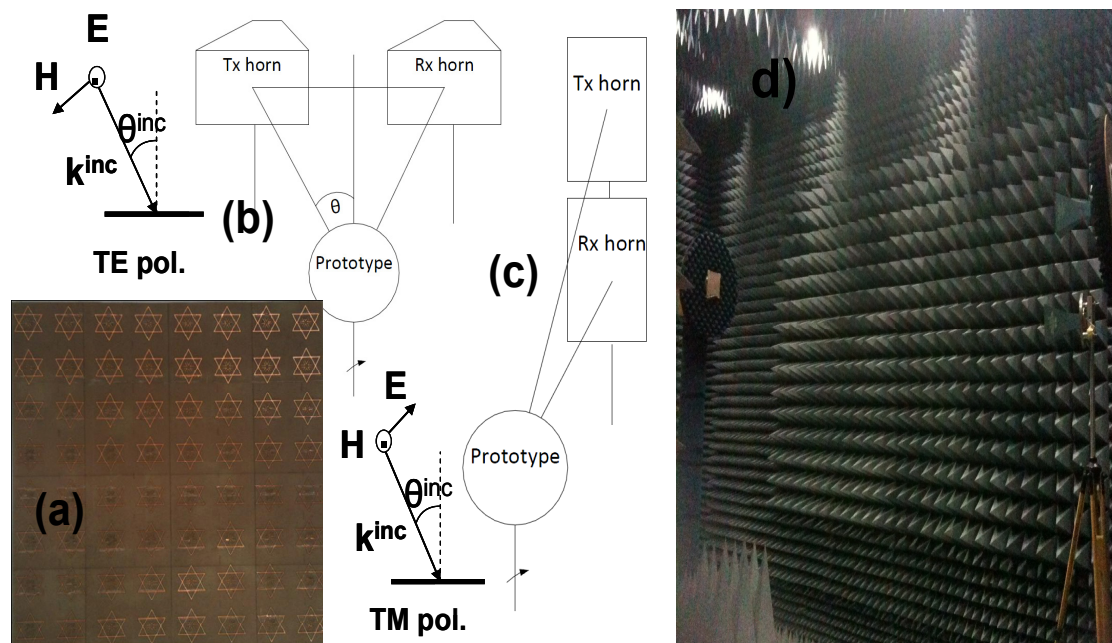 E
H
θinc
kinc
TE pol.
(b)
Tx horn
Rx horn
θ
Prototype
(c)
Tx horn
Rx horn
Prototype
(a)
E
H
θinc
kinc
TM pol.
d)